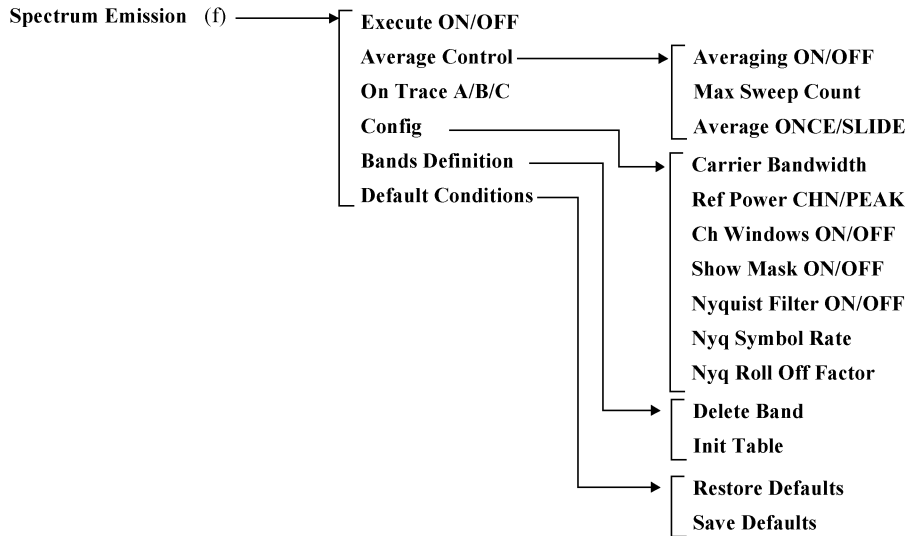 Spectrum Emission (f)
Execute ON/OFF
Average Control
On Trace A/B/C
Config
Bands Definition
Default Conditions
Averaging ON/OFF
Max Sweep Count
Average ONCE/SLIDE
Carrier Bandwidth
Ref Power CHN/PEAK
Ch Windows ON/OFF
Show Mask ON/OFF
Nyquist Filter ON/OFF
Nyq Symbol Rate
Nyq Roll Off Factor
Delete Band
Init Table
Restore Defaults
Save Defaults